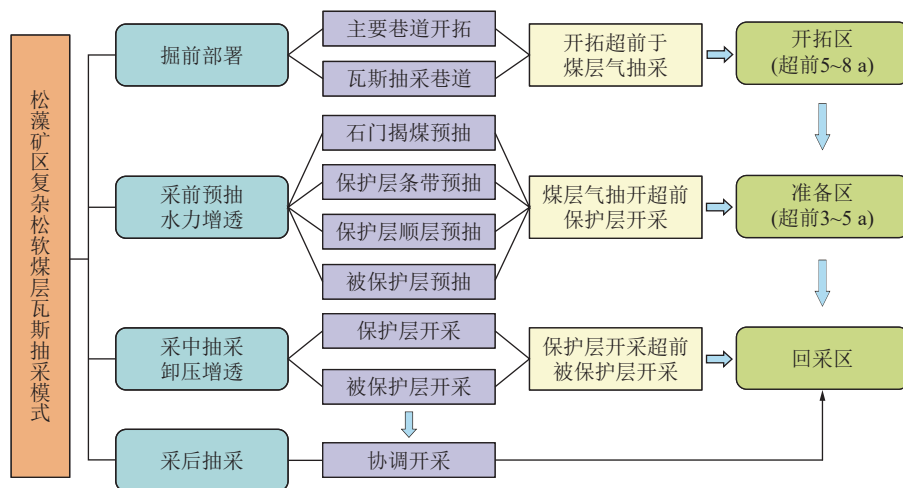 松藻矿区复杂松软煤层瓦斯抽采模式
掘前部署
主要巷道开拓
瓦斯抽采巷道
开拓超前于
煤层气抽采
开拓区
(超前5~8 a)
采前预抽
水力增透
石门揭煤预抽
保护层条带预抽
保护层顺层预抽
被保护层预抽
煤层气抽开超前
保护层开采
准备区
(超前3~5 a)
采中抽采
卸压增透
保护层开采
被保护层开采
保护层开采超前
被保护层开采
回采区
采后抽采
协调开采